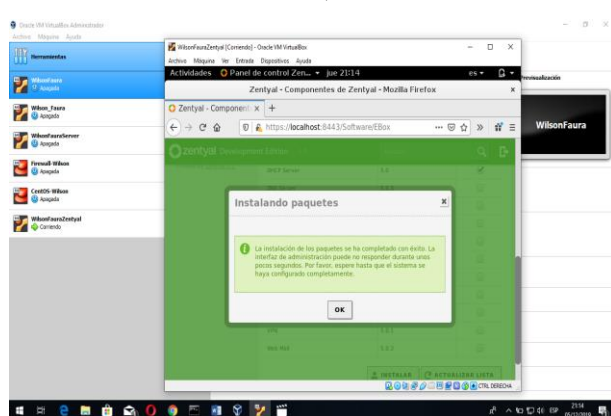 Oracle VM VirtualBox Administrador
Archivo Máquina Ayuda
Herramientas
WilsonFaura
Apagada
Wilson_Faura
Apagada
WilsonFauraServer
Apagada
Firewall-Wilson
Apagada
CentOS-Wilson
Apagada
WilsonFauraZentyal
Corriendo
Previsualización
WilsonFaura
WilsonFauraZentyal [Corriendo] - Oracle VM VirtualBox
Archivo Máquina Ver Entrada Dispositivos Ayuda
Actividades Panel de control Zen... jue 21:14 es
Zentyal - Componentes de Zentyal - Mozilla Firefox
Zentyal - Component
https://localhost:8443/Software/EBox
zentyal Development Edition
Instalando paquetes
La instalación de los paquetes se ha completado con éxito. La
interfaz de administración puede no responder durante unos
pocos segundos. Por favor, espere hasta que el sistema se
haya configurado completamente.
OK
VPN
Web Mail
INSTALAR ACTUALIZAR LISTA
CTRL DERECHA
ESP
21:14
05/12/2019